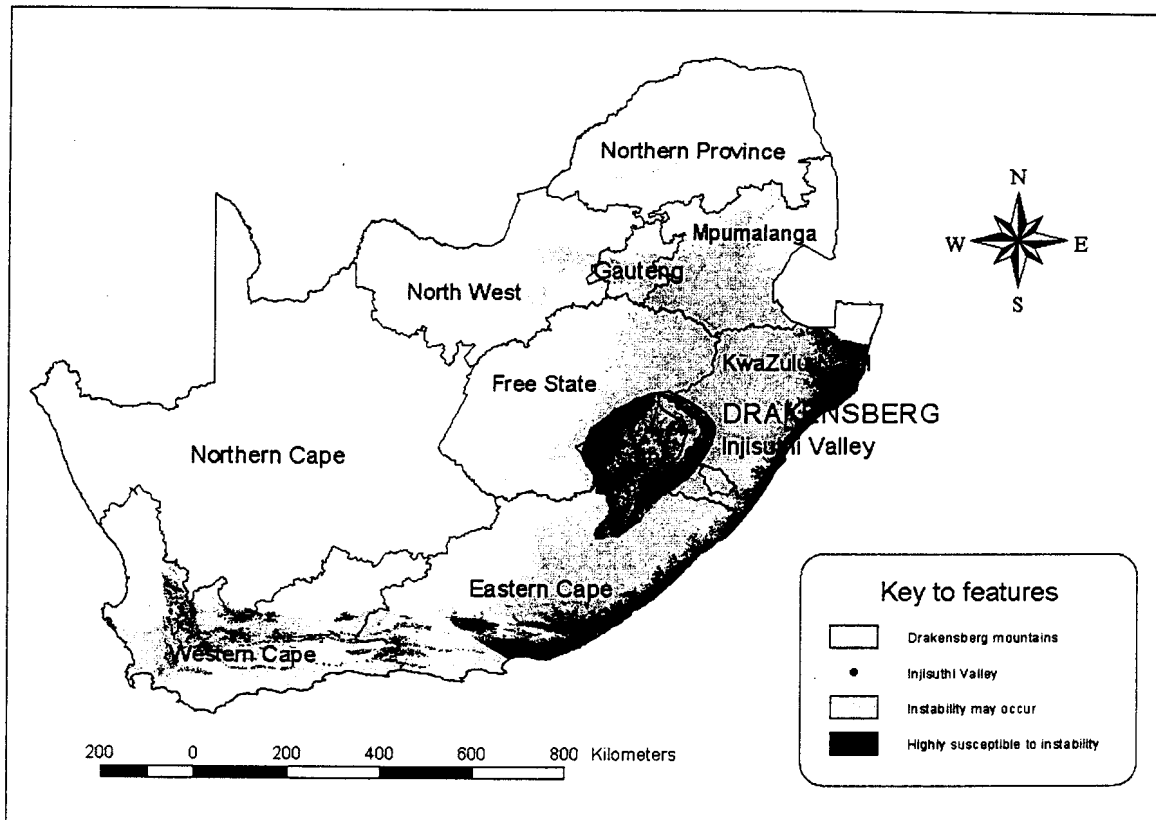 Northern Province
N
Mpumalanga
W
E
Gauteng
North West
S
KwaZulu
Free State
DRAKENSBERG
Injisuthi Valley
Northern Cape
Eastern Cape
Western Cape
Key to features
Drakensberg mountains
Injisuthi Valley
Instability may occur
Highly susceptible to instability
200 0 200 400 600 800 Kilometers